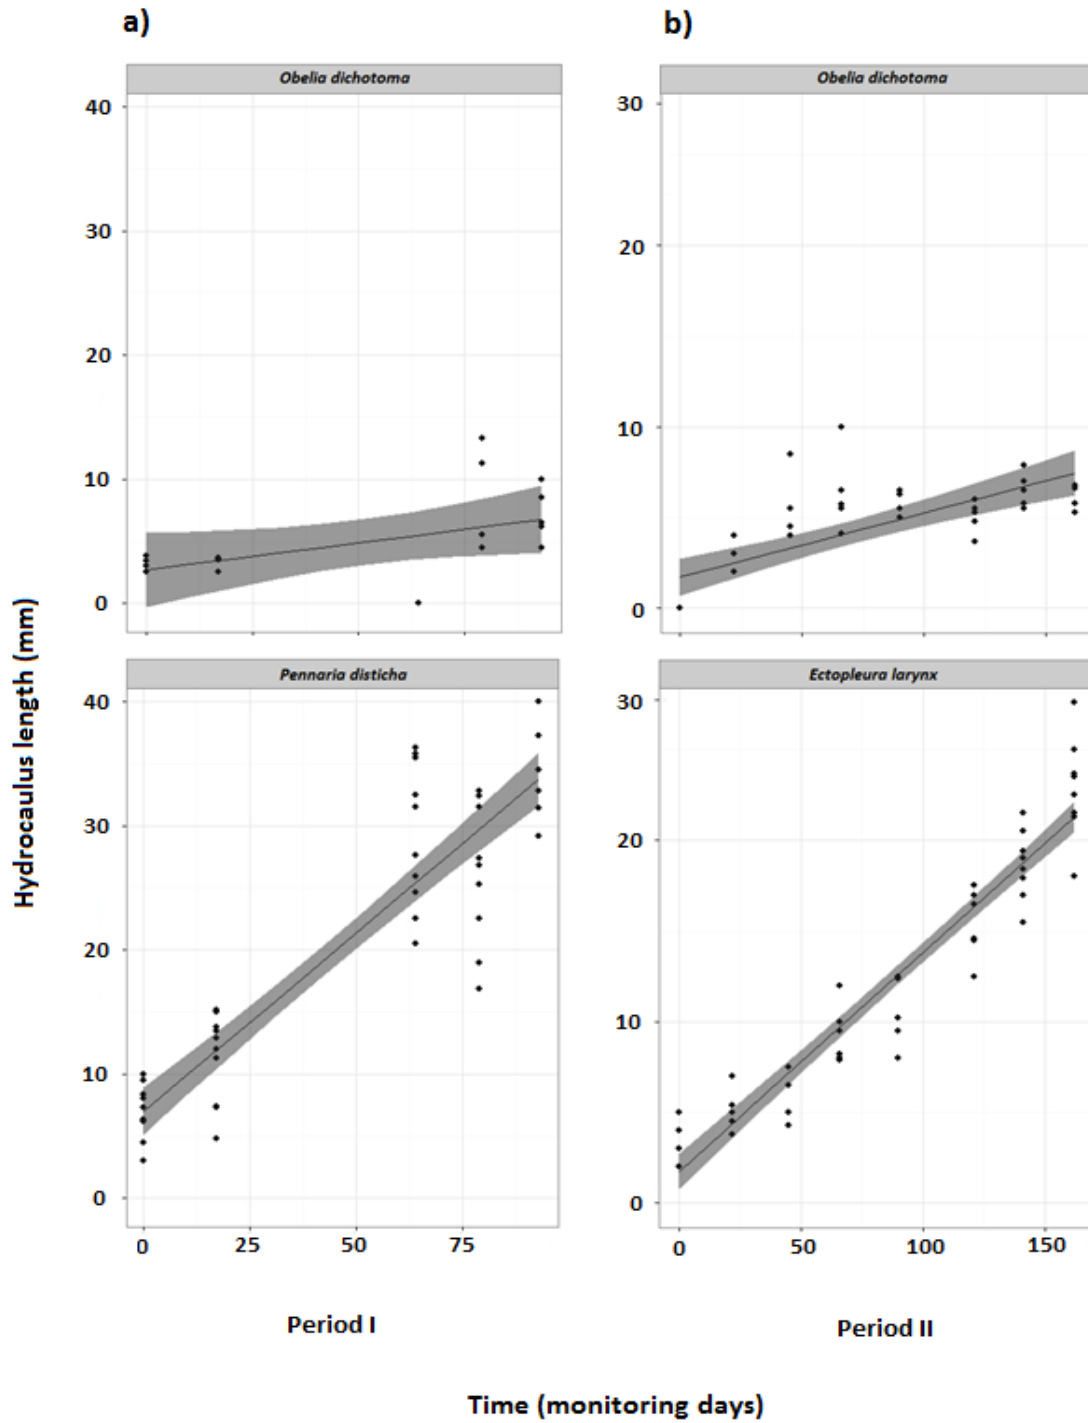 a)
b)
Obelia dichotoma
Obelia dichotoma
40
30
20
10
0
30
20
10
0
Pennaria disticha
Ectopleura larynx
40
30
20
10
0
30
20
10
0
0 25 50 75
0 50 100 150
Hydrocaulus length (mm)
Period I
Period II
Time (monitoring days)